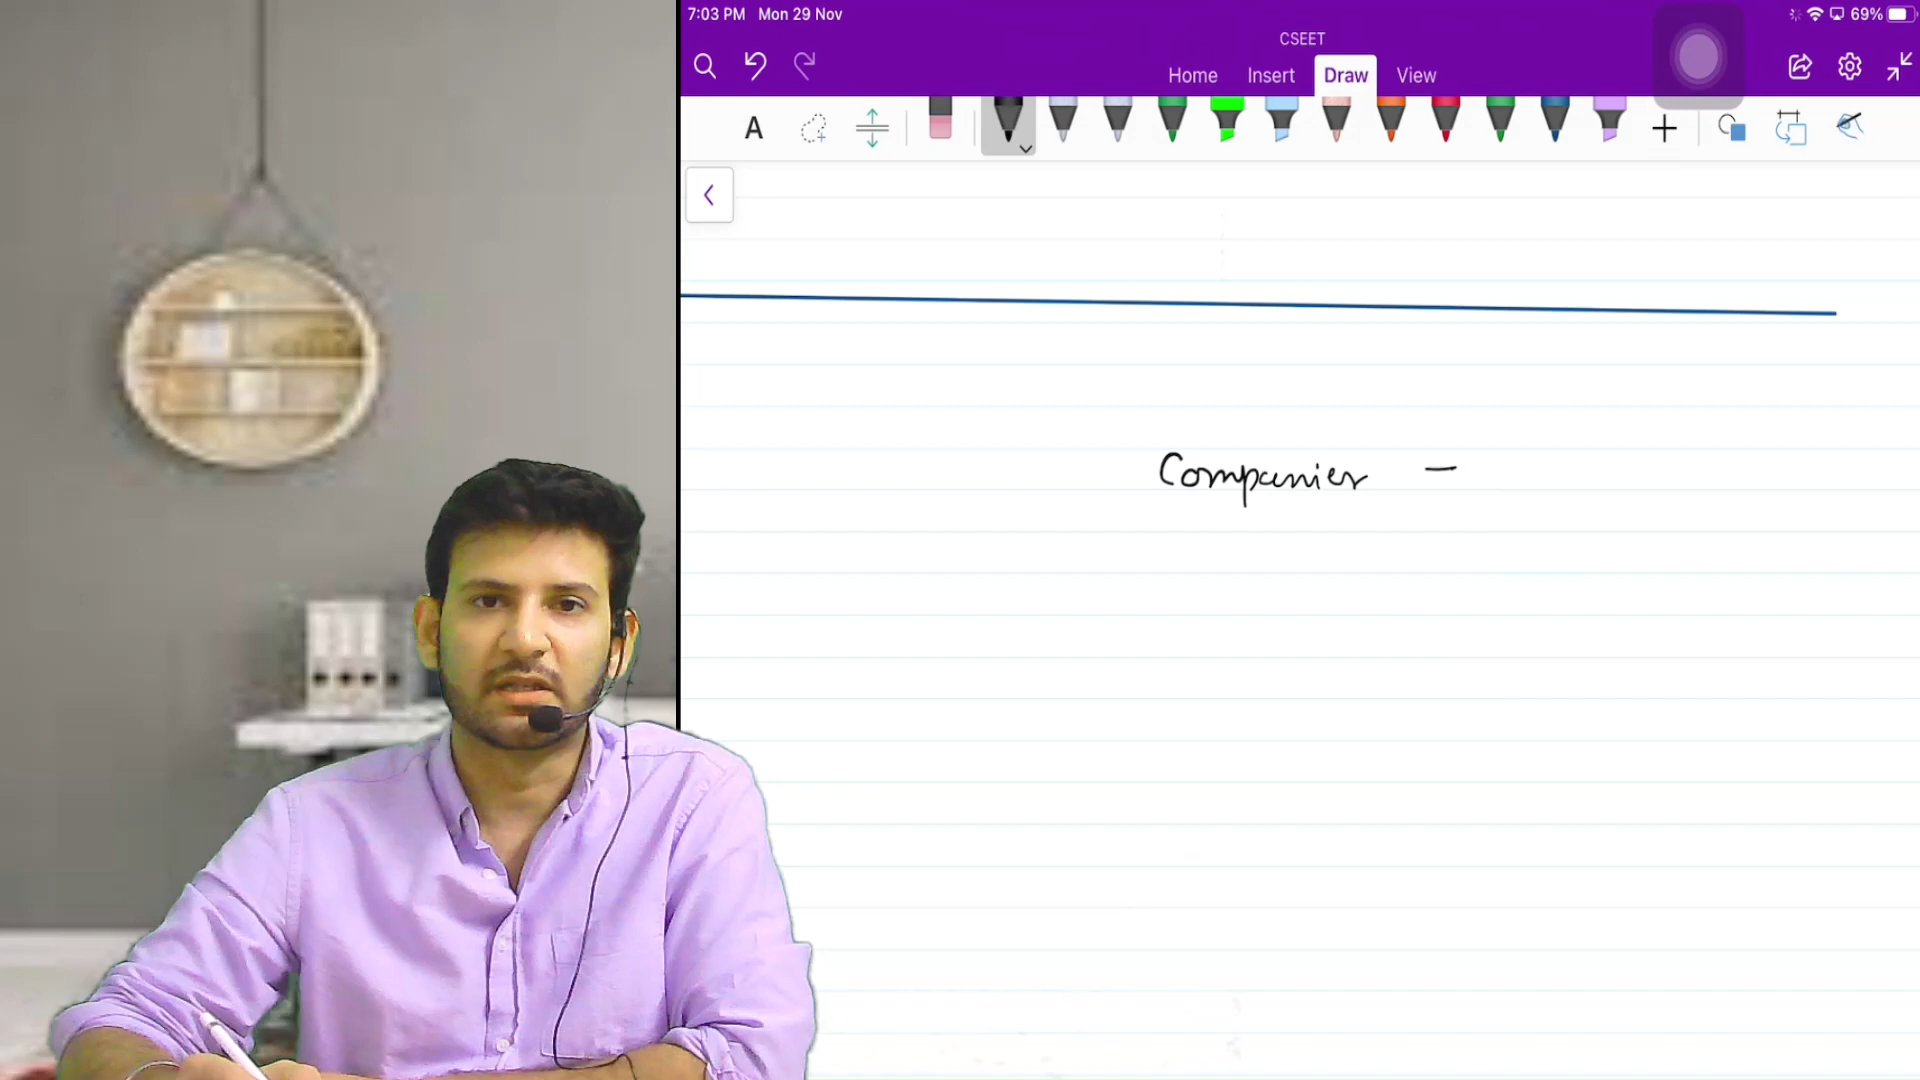 7:03 PM Mon 29 Nov 69%
CSEET
Home Insert Draw View
A
Companies –